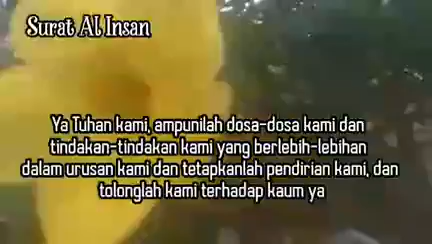 Surat Al Insan
Ya Tuhan kami, ampunilah dosa-dosa kami dan
tindakan-tindakan kami yang berlebih-lebihan
dalam urusan kami dan tetapkanlah pendirian kami, dan
tolonglah kami terhadap kaum ya